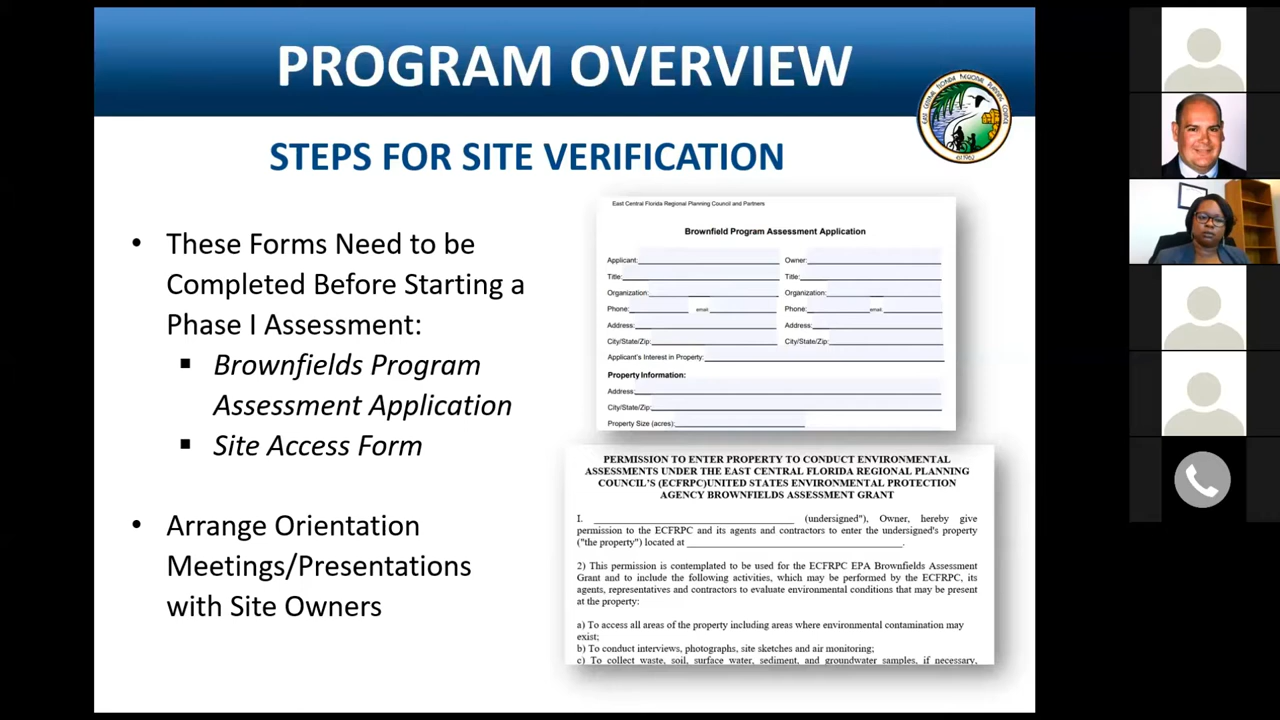 PROGRAM OVERVIEW
EAST CENTRAL FLORIDA REGIONAL PLANNING COUNCIL
est 1962
STEPS FOR SITE VERIFICATION
• These Forms Need to be
Completed Before Starting a
Phase I Assessment:
▪ Brownfields Program
Assessment Application
▪ Site Access Form
• Arrange Orientation
Meetings/Presentations
with Site Owners
East Central Florida Regional Planning Council and Partners
Brownfield Program Assessment Application
Applicant: Owner:
Title: Title:
Organization: Organization:
Phone: email: Phone: email:
Address: Address:
City/State/Zip: City/State/Zip:
Applicant's Interest in Property:
Property Information:
Address:
City/State/Zip:
Property Size (acres):
PERMISSION TO ENTER PROPERTY TO CONDUCT ENVIRONMENTAL
ASSESSMENTS UNDER THE EAST CENTRAL FLORIDA REGIONAL PLANNING
COUNCIL'S (ECFRPC)UNITED STATES ENVIRONMENTAL PROTECTION
AGENCY BROWNFIELDS ASSESSMENT GRANT
I. (undersigned"), Owner, hereby give
permission to the ECFRPC and its agents and contractors to enter the undersigned's property
("the property") located at .
2) This permission is contemplated to be used for the ECFRPC EPA Brownfields Assessment
Grant and to include the following activities, which may be performed by the ECFRPC, its
agents, representatives and contractors to evaluate environmental conditions that may be present
at the property:
a) To access all areas of the property including areas where environmental contamination may
exist;
b) To conduct interviews, photographs, site sketches and air monitoring;
c) To collect waste, soil, surface water, sediment, and groundwater samples, if necessary,